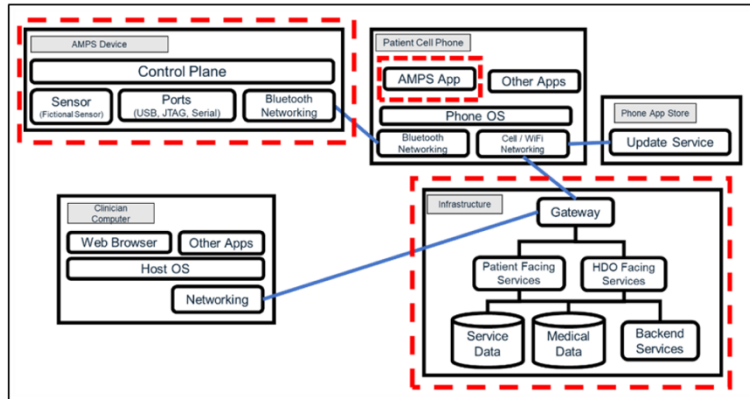 AMPS Device
Control Plane
Sensor
(Fictional Sensor)
Ports
(USB, JTAG, Serial)
Bluetooth
Networking
Patient Cell Phone
AMPS App
Other Apps
Phone OS
Bluetooth
Networking
Cell / WiFi
Networking
Phone App Store
Update Service
Clinician
Computer
Web Browser
Other Apps
Host OS
Networking
Infrastructure
Gateway
Patient Facing
Services
HDO Facing
Services
Service
Data
Medical
Data
Backend
Services